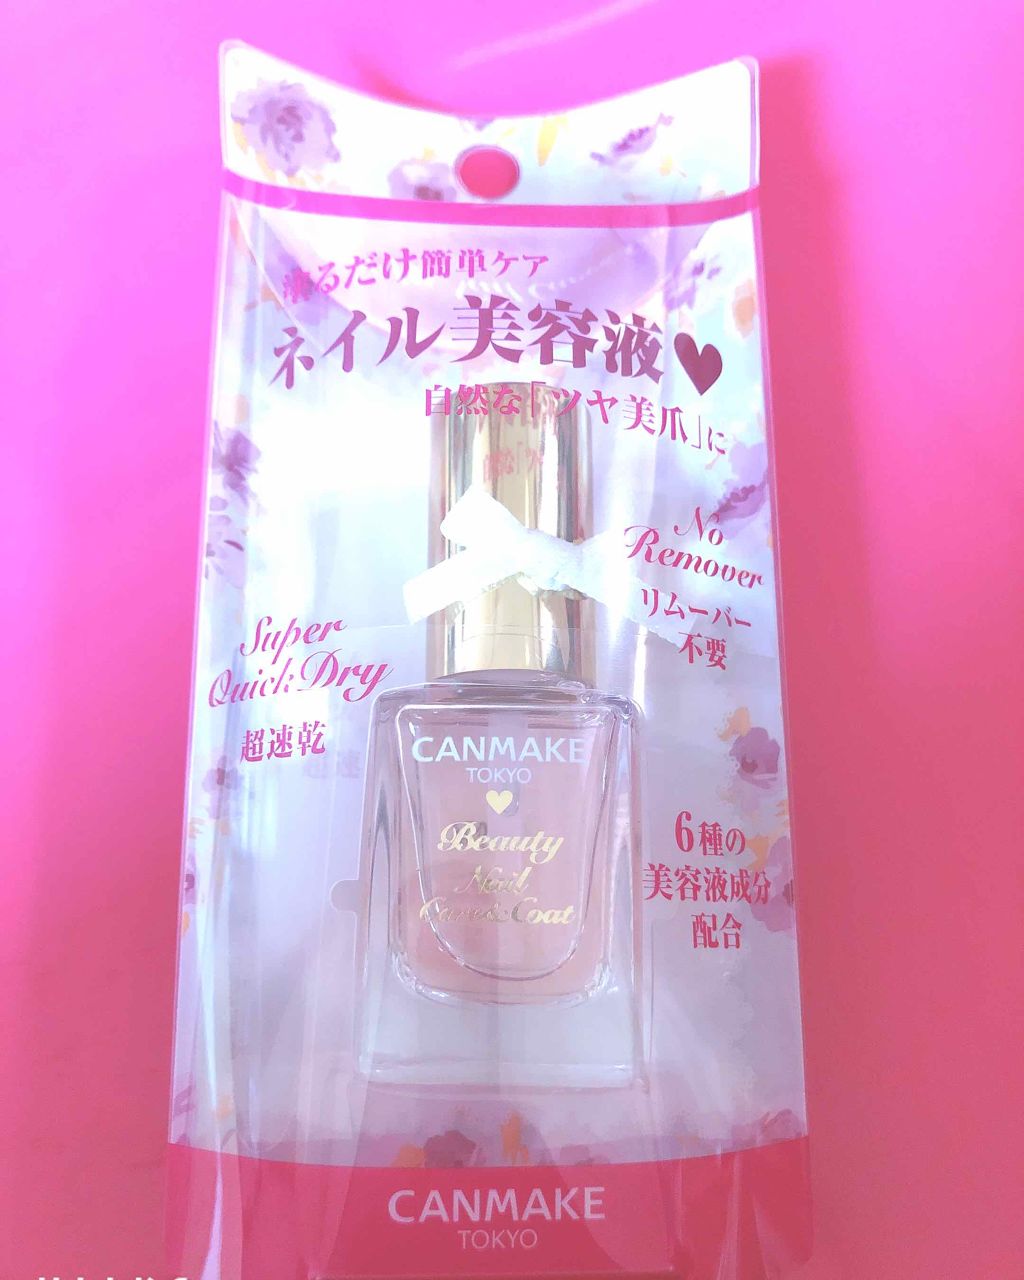 塗るだけ簡単ケア
ネイル美容液♥
自然な「ツヤ美爪」に
No
Remover
リムーバー
不要
Super
Quick Dry
超速乾
CANMAKE
TOKYO
Beauty
Nail
Care&Coat
6種の
美容液成分
配合
CANMAKE
TOKYO